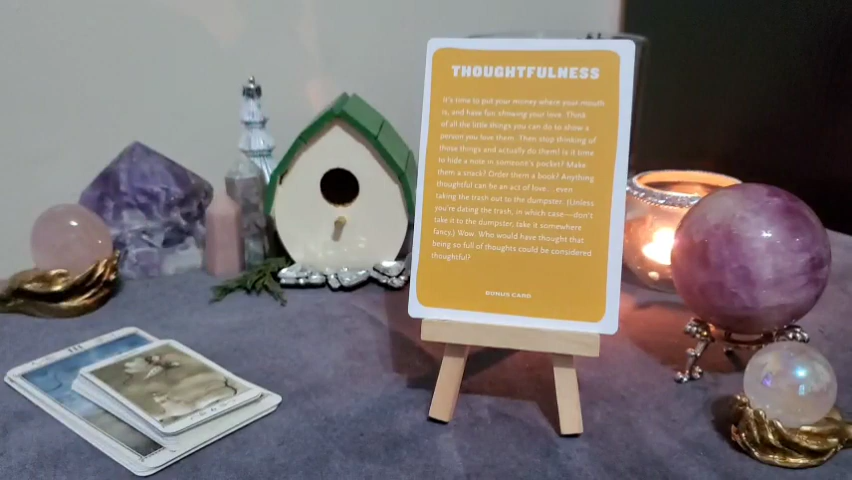 THOUGHTFULNESS
It's time to put your money where your mouth
is, and have fun showing your love. Think
of all the little things you can do to show a
person you love them. Then stop thinking of
those things and actually do them! Is it time
to hide a note in someone's pocket? Make
them a snack? Order them a book? Anything
thoughtful can be an act of love...even
taking the trash out to the dumpster. (Unless
you're dating the trash, in which case—don't
take it to the dumpster, take it somewhere
fancy.) Wow. Who would have thought that
being so full of thoughts could be considered
thoughtful?
BONUS CARD
III